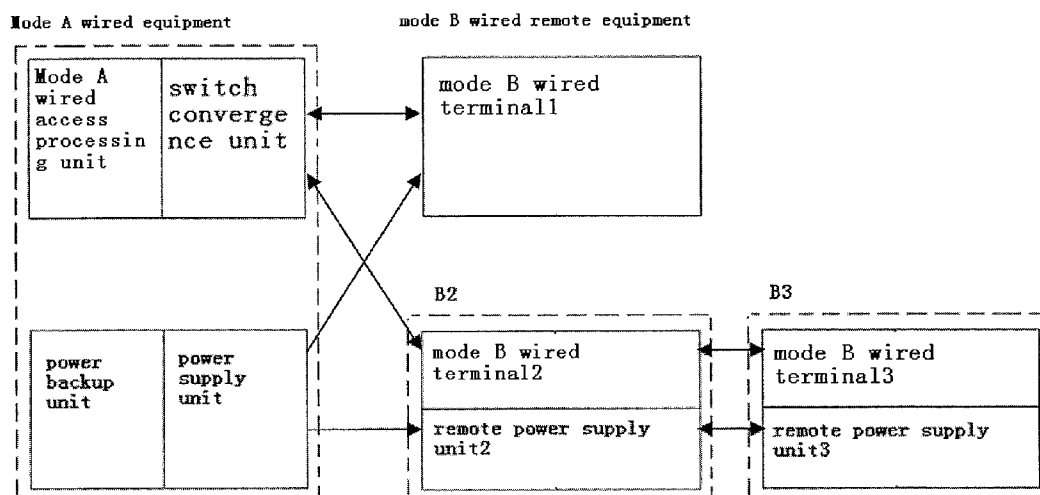 Mode A wired equipment
mode B wired remote equipment
Mode A
wired
access
processin
g unit
switch
converge
nce unit
mode B wired
terminal1
power
backup
unit
power
supply
unit
B2
mode B wired
terminal2
remote power supply
unit2
B3
mode B wired
terminal3
remote power supply
unit3